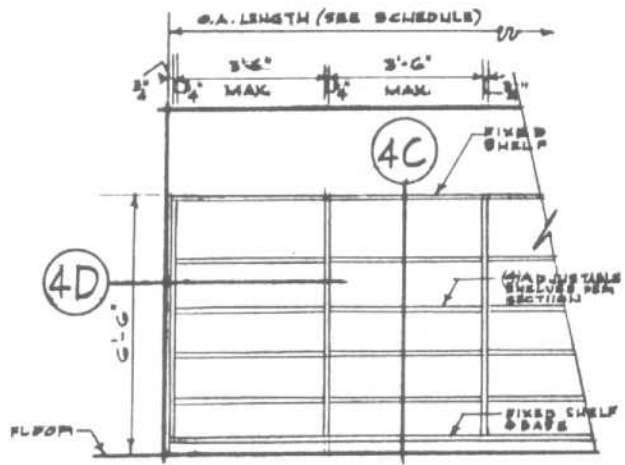 O.A. LENGTH (SEE SCHEDULE)
3'-6" 3'-6"
3/4" 3/4" MAX. 3/4" MAX. 3/4"
4C
FIXED
SHELF
4D
6'-6"
(4) ADJUSTABLE
SHELVES PER
SECTION
FIXED SHELF
& BASE
FLOOR